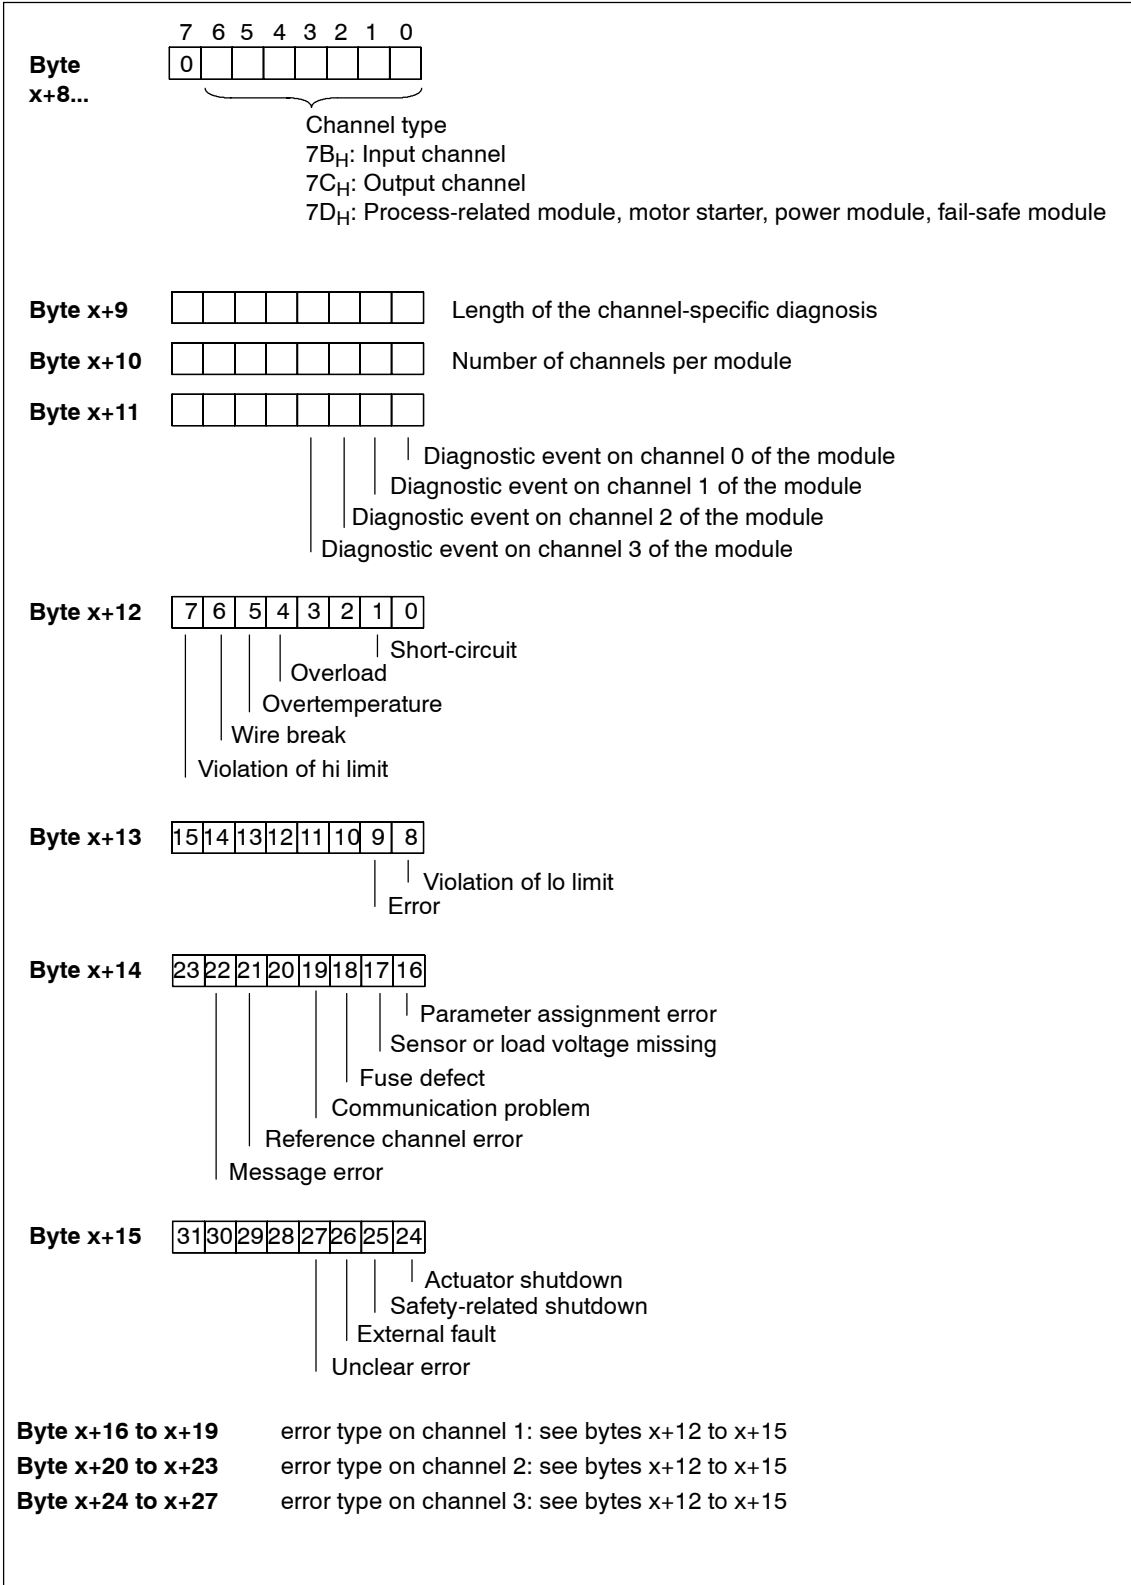 7 6 5 4 3 2 1 0
Byte x+8...
0
Channel type
7BH: Input channel
7CH: Output channel
7DH: Process-related module, motor starter, power module, fail-safe module
Byte x+9 Length of the channel-specific diagnosis
Byte x+10 Number of channels per module
Byte x+11
Diagnostic event on channel 0 of the module
Diagnostic event on channel 1 of the module
Diagnostic event on channel 2 of the module
Diagnostic event on channel 3 of the module
Byte x+12 7 6 5 4 3 2 1 0
Short-circuit
Overload
Overtemperature
Wire break
Violation of hi limit
Byte x+13 15 14 13 12 11 10 9 8
Violation of lo limit
Error
Byte x+14 23 22 21 20 19 18 17 16
Parameter assignment error
Sensor or load voltage missing
Fuse defect
Communication problem
Reference channel error
Message error
Byte x+15 31 30 29 28 27 26 25 24
Actuator shutdown
Safety-related shutdown
External fault
Unclear error
Byte x+16 to x+19 error type on channel 1: see bytes x+12 to x+15
Byte x+20 to x+23 error type on channel 2: see bytes x+12 to x+15
Byte x+24 to x+27 error type on channel 3: see bytes x+12 to x+15